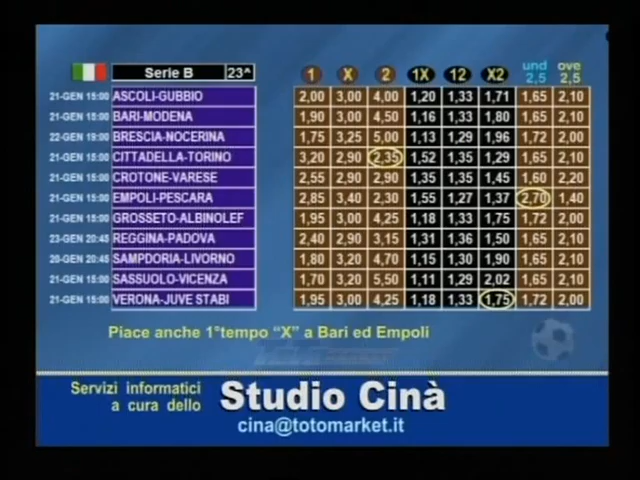 Serie B 23^ 1 X 2 1X 12 X2 und 2,5 ove 2,5
21-GEN 15:00 ASCOLI-GUBBIO 2,00 3,00 4,00 1,20 1,33 1,71 1,65 2,10
21-GEN 15:00 BARI-MODENA 1,90 3,00 4,50 1,16 1,33 1,80 1,65 2,10
22-GEN 19:00 BRESCIA-NOCERINA 1,75 3,25 5,00 1,13 1,29 1,96 1,72 2,00
21-GEN 15:00 CITTADELLA-TORINO 3,20 2,90 2,35 1,52 1,35 1,29 1,65 2,10
21-GEN 15:00 CROTONE-VARESE 2,55 2,90 2,90 1,35 1,35 1,45 1,60 2,20
21-GEN 15:00 EMPOLI-PESCARA 2,85 3,40 2,30 1,55 1,27 1,37 2,70 1,40
21-GEN 15:00 GROSSETO-ALBINOLEF 1,95 3,00 4,25 1,18 1,33 1,75 1,72 2,00
23-GEN 20:45 REGGINA-PADOVA 2,40 2,90 3,15 1,31 1,36 1,50 1,65 2,10
20-GEN 20:45 SAMPDORIA-LIVORNO 1,80 3,20 4,70 1,15 1,30 1,90 1,65 2,10
21-GEN 15:00 SASSUOLO-VICENZA 1,70 3,20 5,50 1,11 1,29 2,02 1,65 2,10
21-GEN 15:00 VERONA-JUVE STABI 1,95 3,00 4,25 1,18 1,33 1,75 1,72 2,00
Piace anche 1°tempo “X” a Bari ed Empoli
Servizi informatici
a cura dello
Studio Cinà
cina@totomarket.it